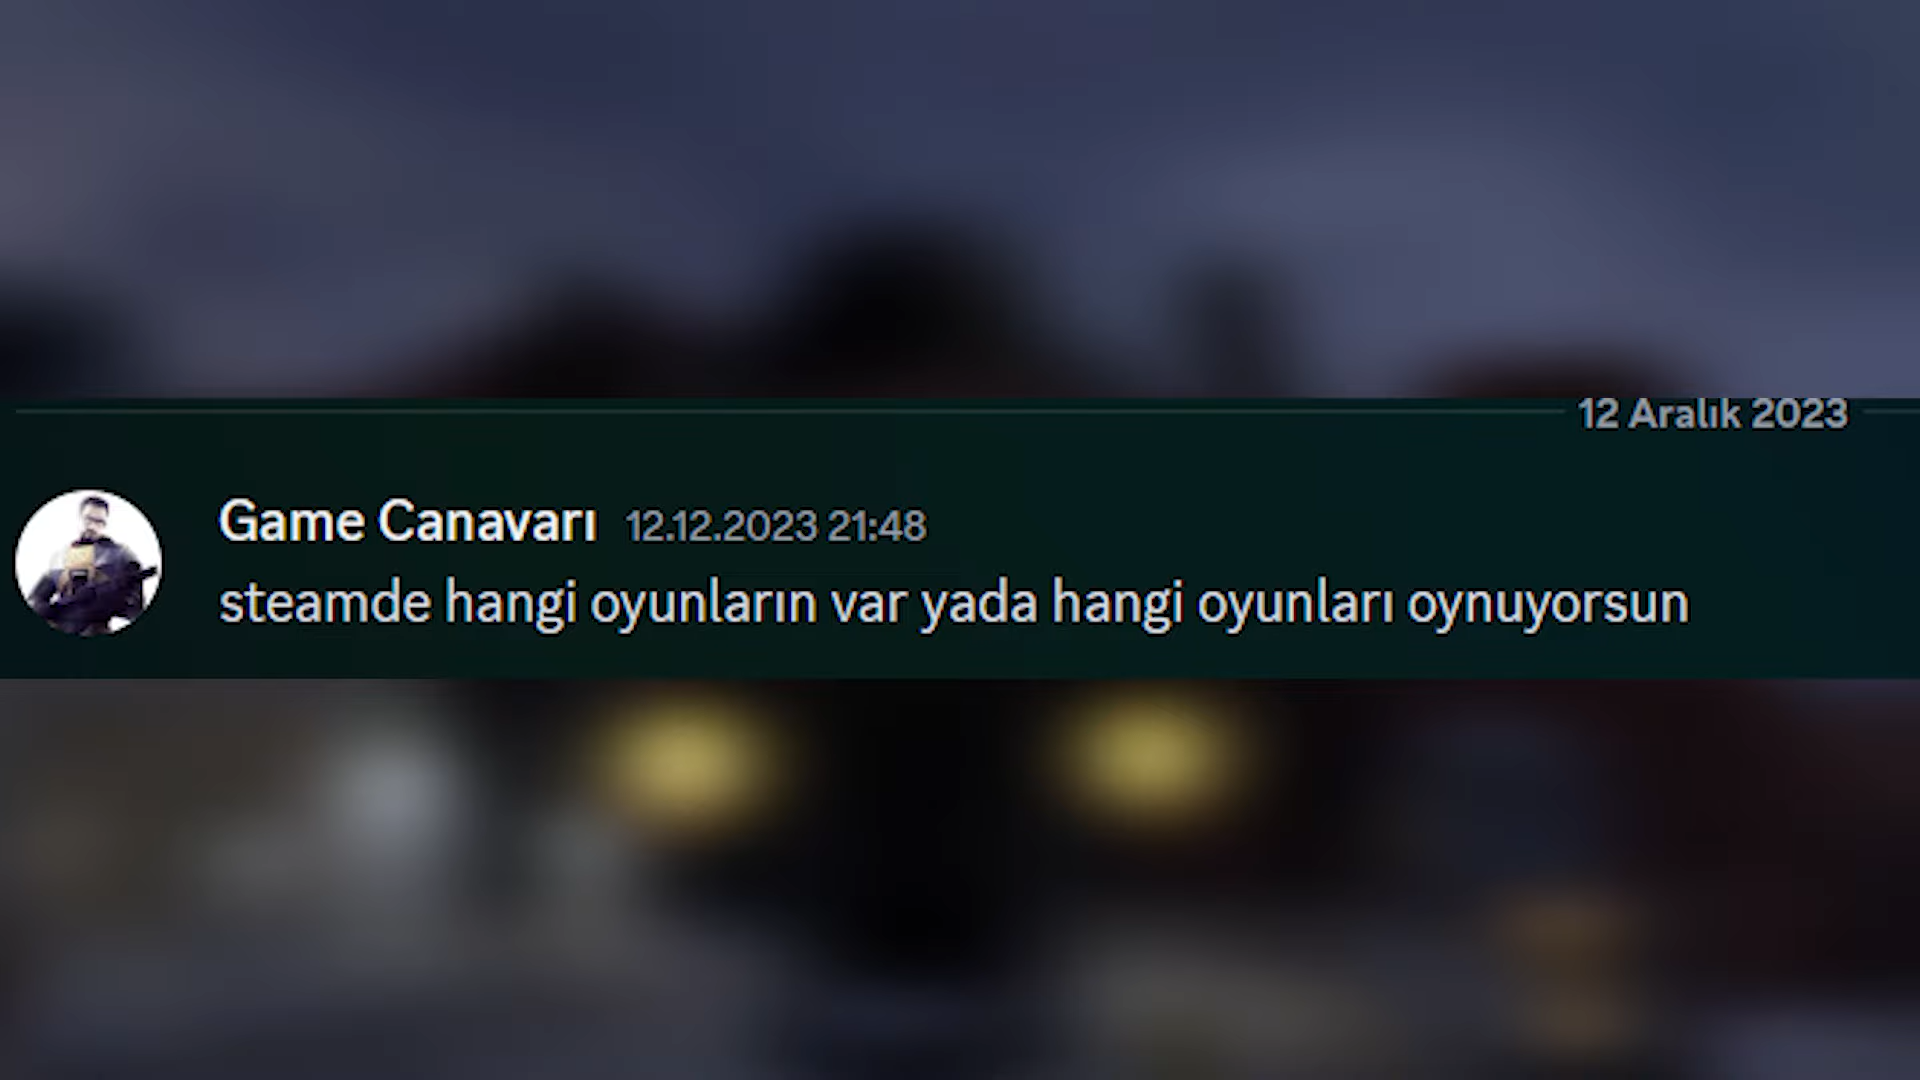 12 Aralık 2023
Game Canavarı 12.12.2023 21:48
steamde hangi oyunların var yada hangi oyunları oynuyorsun